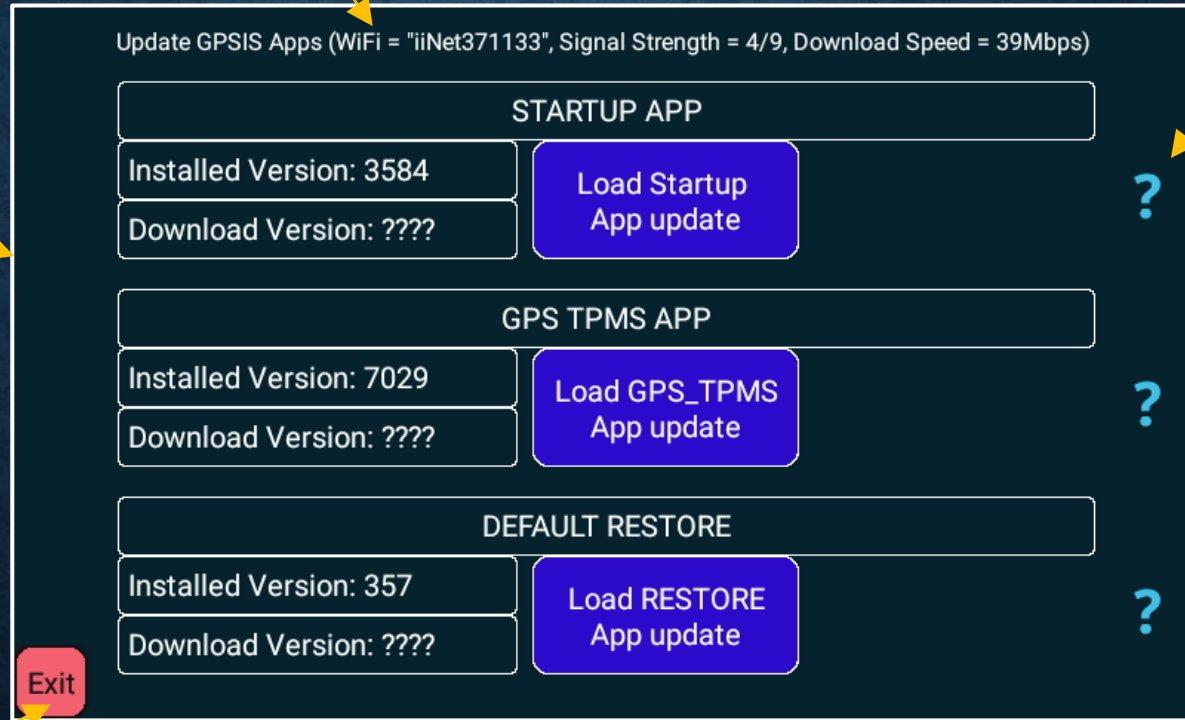 Update GPSIS Apps (WiFi = "iiNet371133", Signal Strength = 4/9, Download Speed = 39Mbps)
STARTUP APP
Installed Version: 3584
Download Version: ????
Load Startup
App update
?
GPS TPMS APP
Installed Version: 7029
Download Version: ????
Load GPS_TPMS
App update
?
DEFAULT RESTORE
Installed Version: 357
Download Version: ????
Load RESTORE
App update
?
Exit